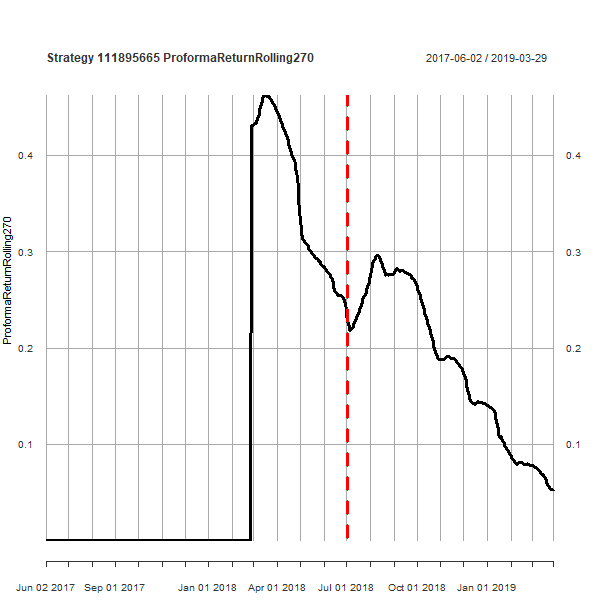 Strategy 111895665 ProformaReturnRolling270
2017-06-02 / 2019-03-29
ProformaReturnRolling270
0.4 0.4
0.3 0.3
0.2 0.2
0.1 0.1
Jun 02 2017 Sep 01 2017 Jan 01 2018 Apr 01 2018 Jul 01 2018 Oct 01 2018 Jan 01 2019